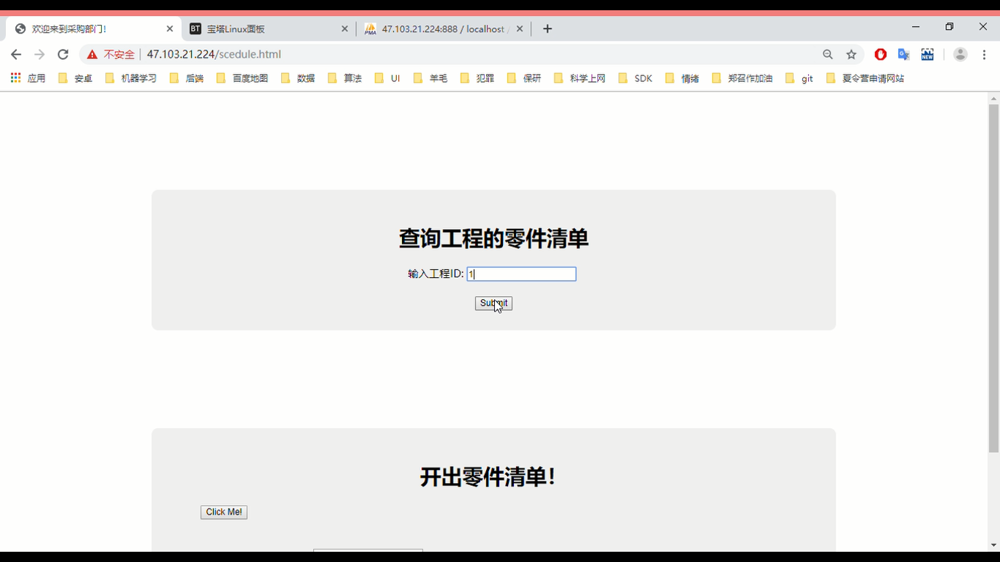 欢迎来到采购部门!
BT 宝塔Linux面板
PMA 47.103.21.224:888 / localhost
不安全 47.103.21.224/scedule.html
NEW
应用 安卓 机器学习 后端 百度地图 数据 算法 UI 羊毛 犯罪 保研 科学上网 SDK 情绪 郑召作加油 git 夏令营申请网站
查询工程的零件清单
输入工程ID: 1
Submit
开出零件清单!
Click Me!